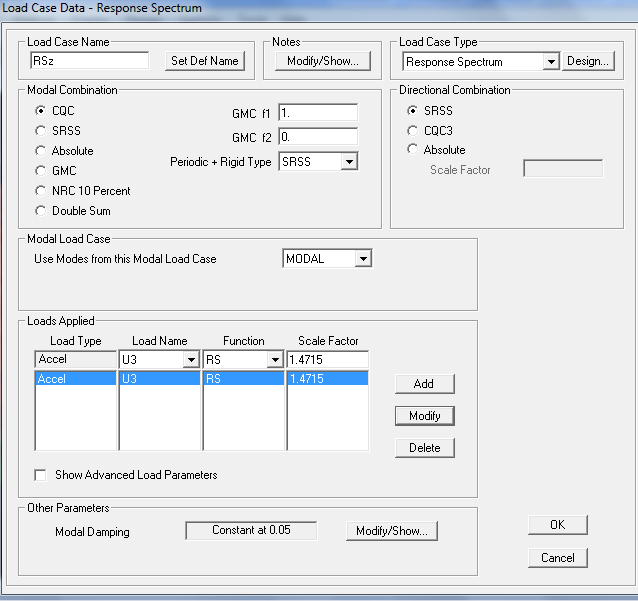 Load Case Data - Response Spectrum
Load Case Name
RSz
Set Def Name
Notes
Modify/Show...
Load Case Type
Response Spectrum
Design...
Modal Combination
CQC
SRSS
Absolute
GMC
NRC 10 Percent
Double Sum
GMC f1 1.
GMC f2 0.
Periodic + Rigid Type SRSS
Directional Combination
SRSS
CQC3
Absolute
Scale Factor
Modal Load Case
Use Modes from this Modal Load Case MODAL
Loads Applied
Load Type Load Name Function Scale Factor
Accel U3 RS 1.4715
Accel U3 RS 1.4715
Add
Modify
Delete
Show Advanced Load Parameters
Other Parameters
Modal Damping Constant at 0.05 Modify/Show...
OK
Cancel